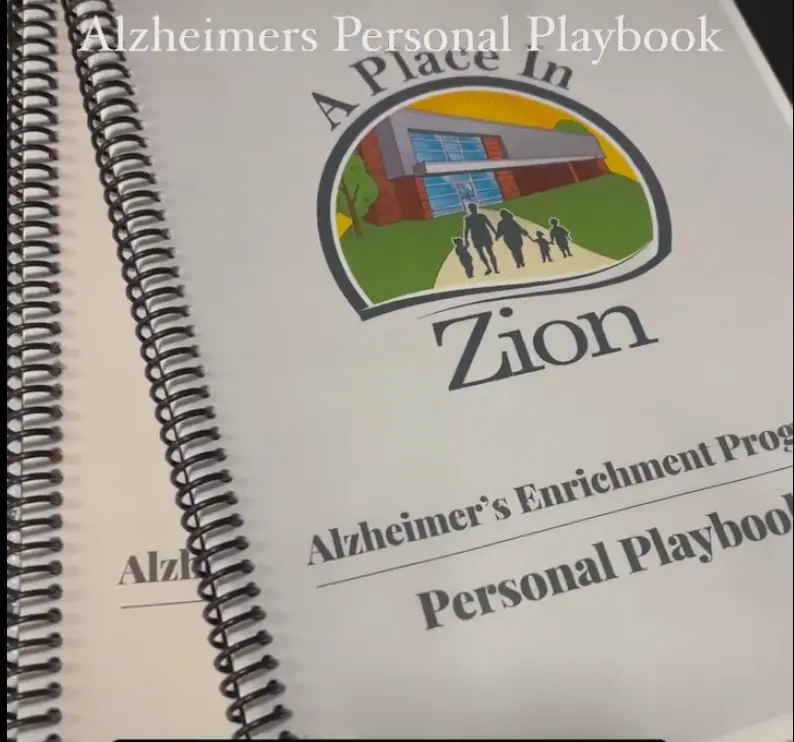 Alzheimers Personal Playbook
A Place In
Zion
Alzheimer's Enrichment Prog
Personal Playboo
Alzh